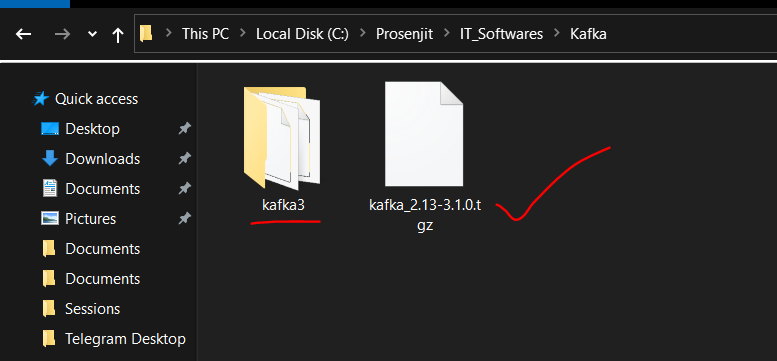 This PC > Local Disk (C:) > Prosenjit > IT_Softwares > Kafka
Quick access
Desktop
Downloads
Documents
Pictures
Documents
Documents
Sessions
Telegram Desktop
kafka3
kafka_2.13-3.1.0.t
gz